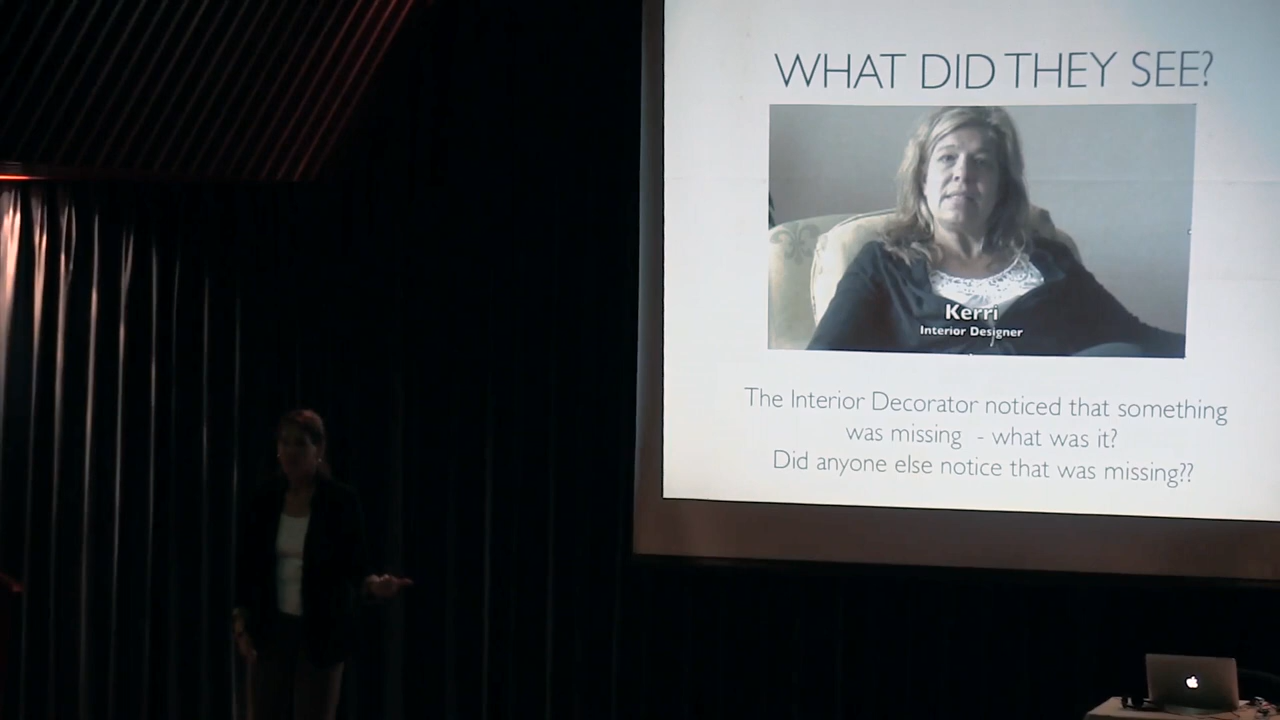 WHAT DID THEY SEE?
Kerri
Interior Designer
The Interior Decorator noticed that something
was missing - what was it?
Did anyone else notice that was missing??